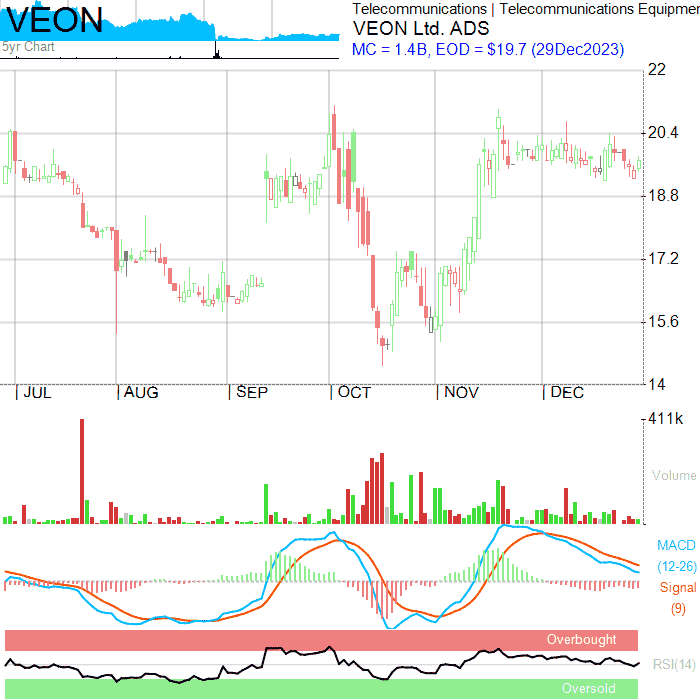 VEON
5yr Chart
Telecommunications | Telecommunications Equipmen
VEON Ltd. ADS
MC = 1.4B, EOD = $19.7 (29Dec2023)
22
20.4
18.8
17.2
15.6
14
JUL AUG SEP OCT NOV DEC
411k
Volume
MACD
(12-26)
Signal
(9)
Overbought
RSI(14)
Oversold